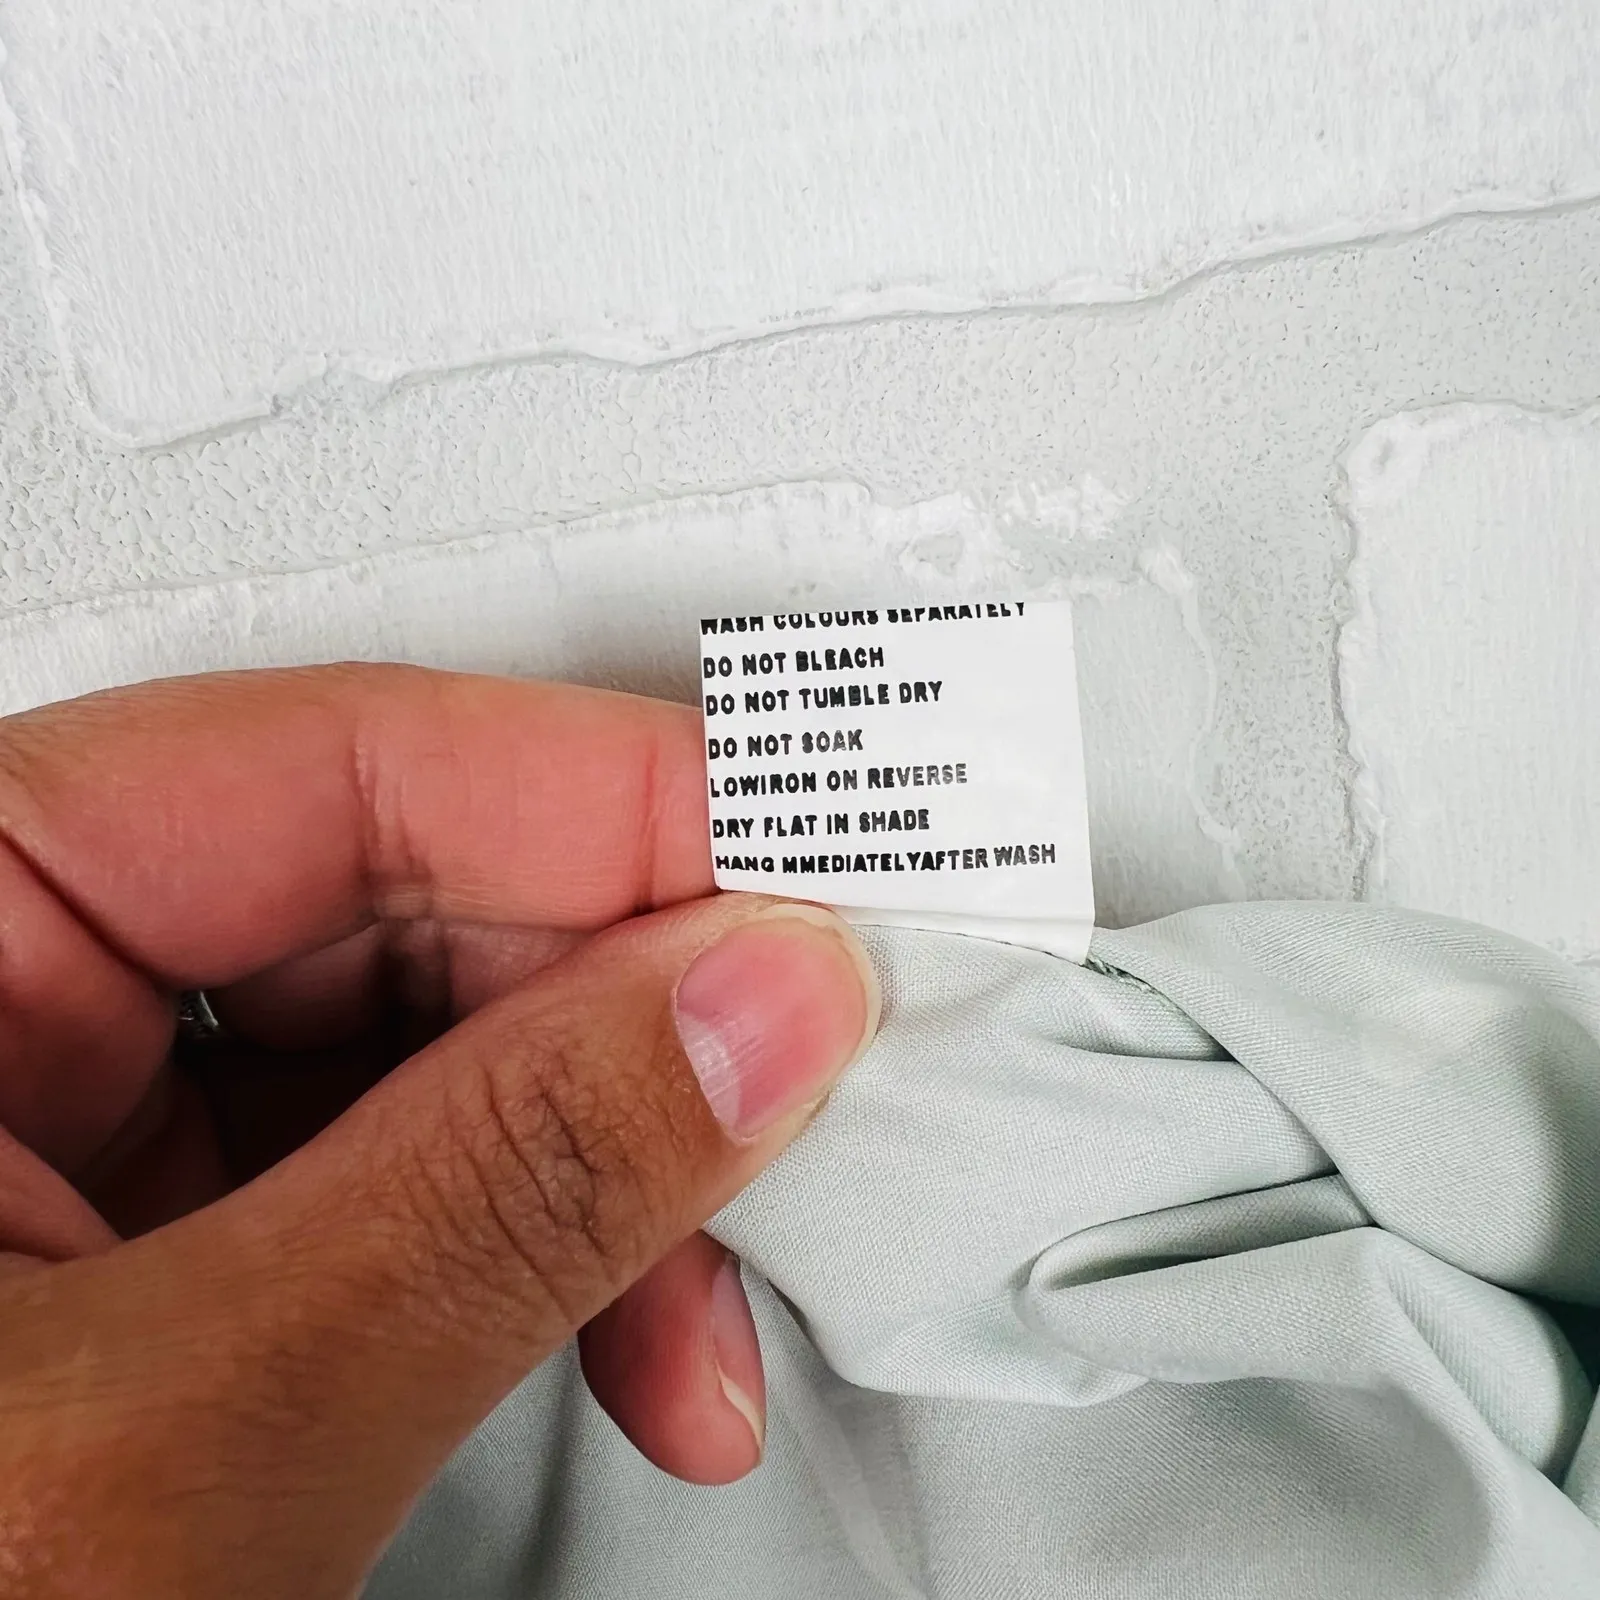 WASH COLOURS SEPARATELY
DO NOT BLEACH
DO NOT TUMBLE DRY
DO NOT SOAK
LOWIRON ON REVERSE
DRY FLAT IN SHADE
HANG MMEDIATELYAFTER WASH